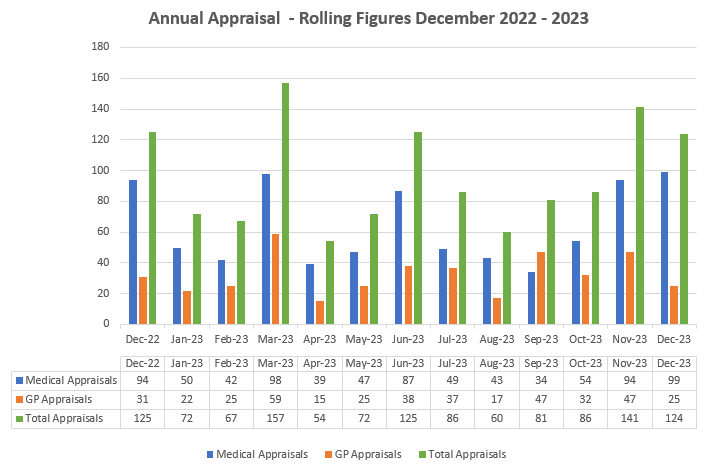 Annual Appraisal  - Rolling Figures December 2022 - 2023
180
160
140
120
100
80
60
40
20
0
Dec-22 Jan-23 Feb-23 Mar-23 Apr-23 May-23 Jun-23 Jul-23 Aug-23 Sep-23 Oct-23 Nov-23 Dec-23
Dec-22 Jan-23 Feb-23 Mar-23 Apr-23 May-23 Jun-23 Jul-23 Aug-23 Sep-23 Oct-23 Nov-23 Dec-23
Medical Appraisals 94 50 42 98 39 47 87 49 43 34 54 94 99
GP Appraisals 31 22 25 59 15 25 38 37 17 47 32 47 25
Total Appraisals 125 72 67 157 54 72 125 86 60 81 86 141 124
Medical Appraisals GP Appraisals Total Appraisals